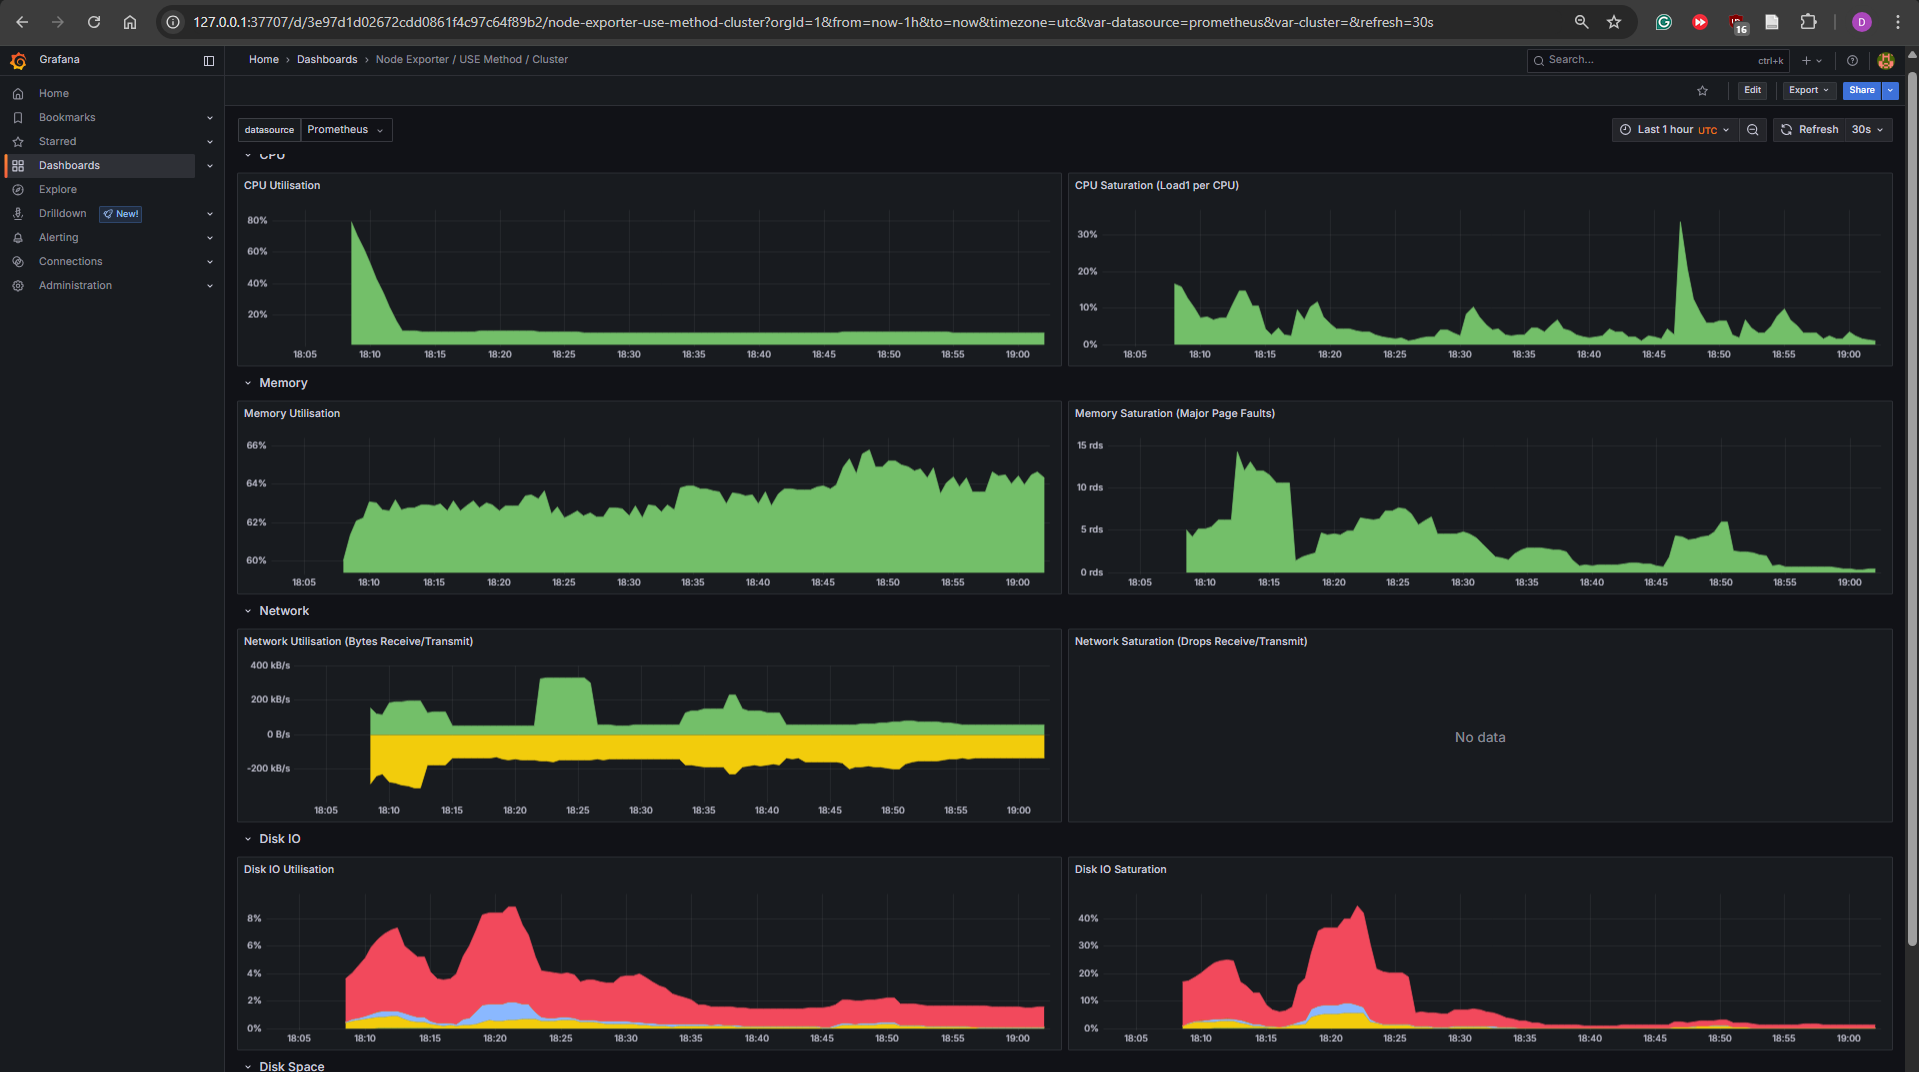 127.0.0.1:37707/d/3e97d1d02672cdd0861f4c97c64f89b2/node-exporter-use-method-cluster?orgId=1&from=now-1h&to=now&timezone=utc&var-datasource=prometheus&var-cluster=&refresh=30s
16
D
Grafana
Home › Dashboards › Node Exporter / USE Method / Cluster
Search... ctrl+k
Home
Bookmarks
Starred
Dashboards
Explore
Drilldown New!
Alerting
Connections
Administration
Edit Export Share
datasource Prometheus
Last 1 hour UTC Refresh 30s
CPU
CPU Utilisation
80%
60%
40%
20%
18:05 18:10 18:15 18:20 18:25 18:30 18:35 18:40 18:45 18:50 18:55 19:00
CPU Saturation (Load1 per CPU)
30%
20%
10%
0%
18:05 18:10 18:15 18:20 18:25 18:30 18:35 18:40 18:45 18:50 18:55 19:00
Memory
Memory Utilisation
66%
64%
62%
60%
18:05 18:10 18:15 18:20 18:25 18:30 18:35 18:40 18:45 18:50 18:55 19:00
Memory Saturation (Major Page Faults)
15 rds
10 rds
5 rds
0 rds
18:05 18:10 18:15 18:20 18:25 18:30 18:35 18:40 18:45 18:50 18:55 19:00
Network
Network Utilisation (Bytes Receive/Transmit)
400 kB/s
200 kB/s
0 B/s
-200 kB/s
18:05 18:10 18:15 18:20 18:25 18:30 18:35 18:40 18:45 18:50 18:55 19:00
Network Saturation (Drops Receive/Transmit)
No data
Disk IO
Disk IO Utilisation
8%
6%
4%
2%
0%
18:05 18:10 18:15 18:20 18:25 18:30 18:35 18:40 18:45 18:50 18:55 19:00
Disk IO Saturation
40%
30%
20%
10%
0%
18:05 18:10 18:15 18:20 18:25 18:30 18:35 18:40 18:45 18:50 18:55 19:00
Disk Space